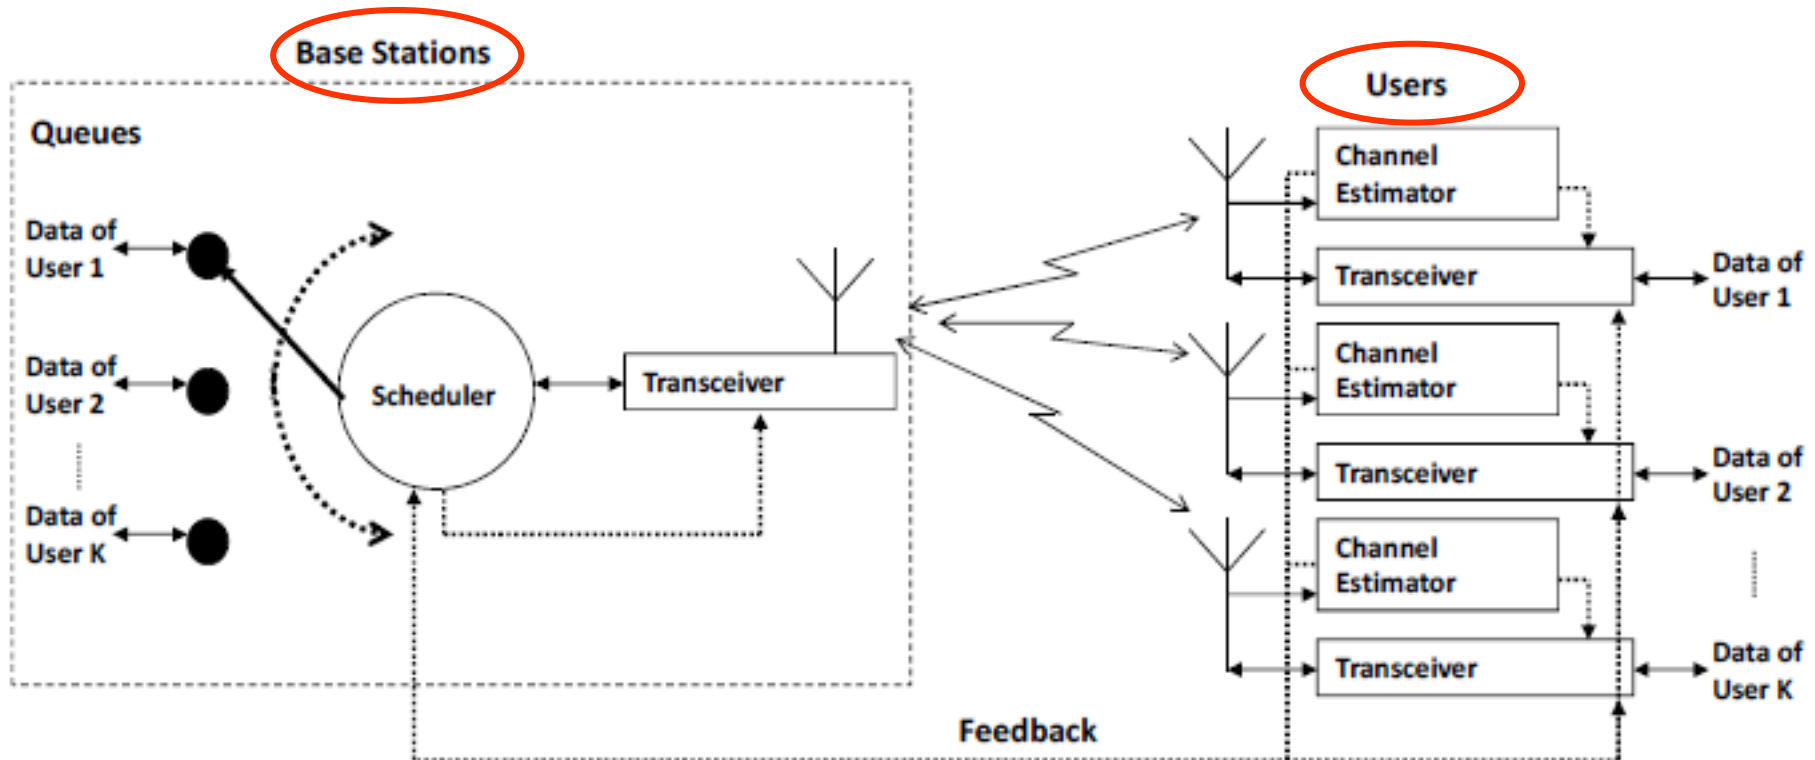 Base Stations
Queues
Data of
User 1
Data of
User 2
Data of
User K
Scheduler
Transceiver
Users
Channel
Estimator
Transceiver
Data of
User 1
Channel
Estimator
Transceiver
Data of
User 2
Channel
Estimator
Transceiver
Data of
User K
Feedback